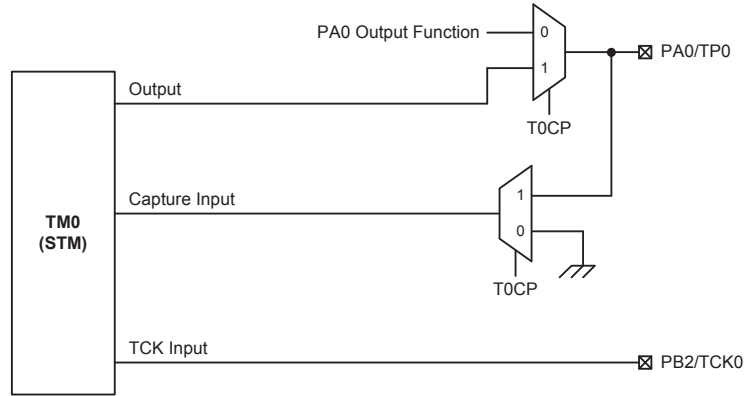 PA0 Output Function
0
PA0/TP0
1
Output
T0CP
Capture Input
1
TM0
(STM)
0
T0CP
TCK Input
PB2/TCK0